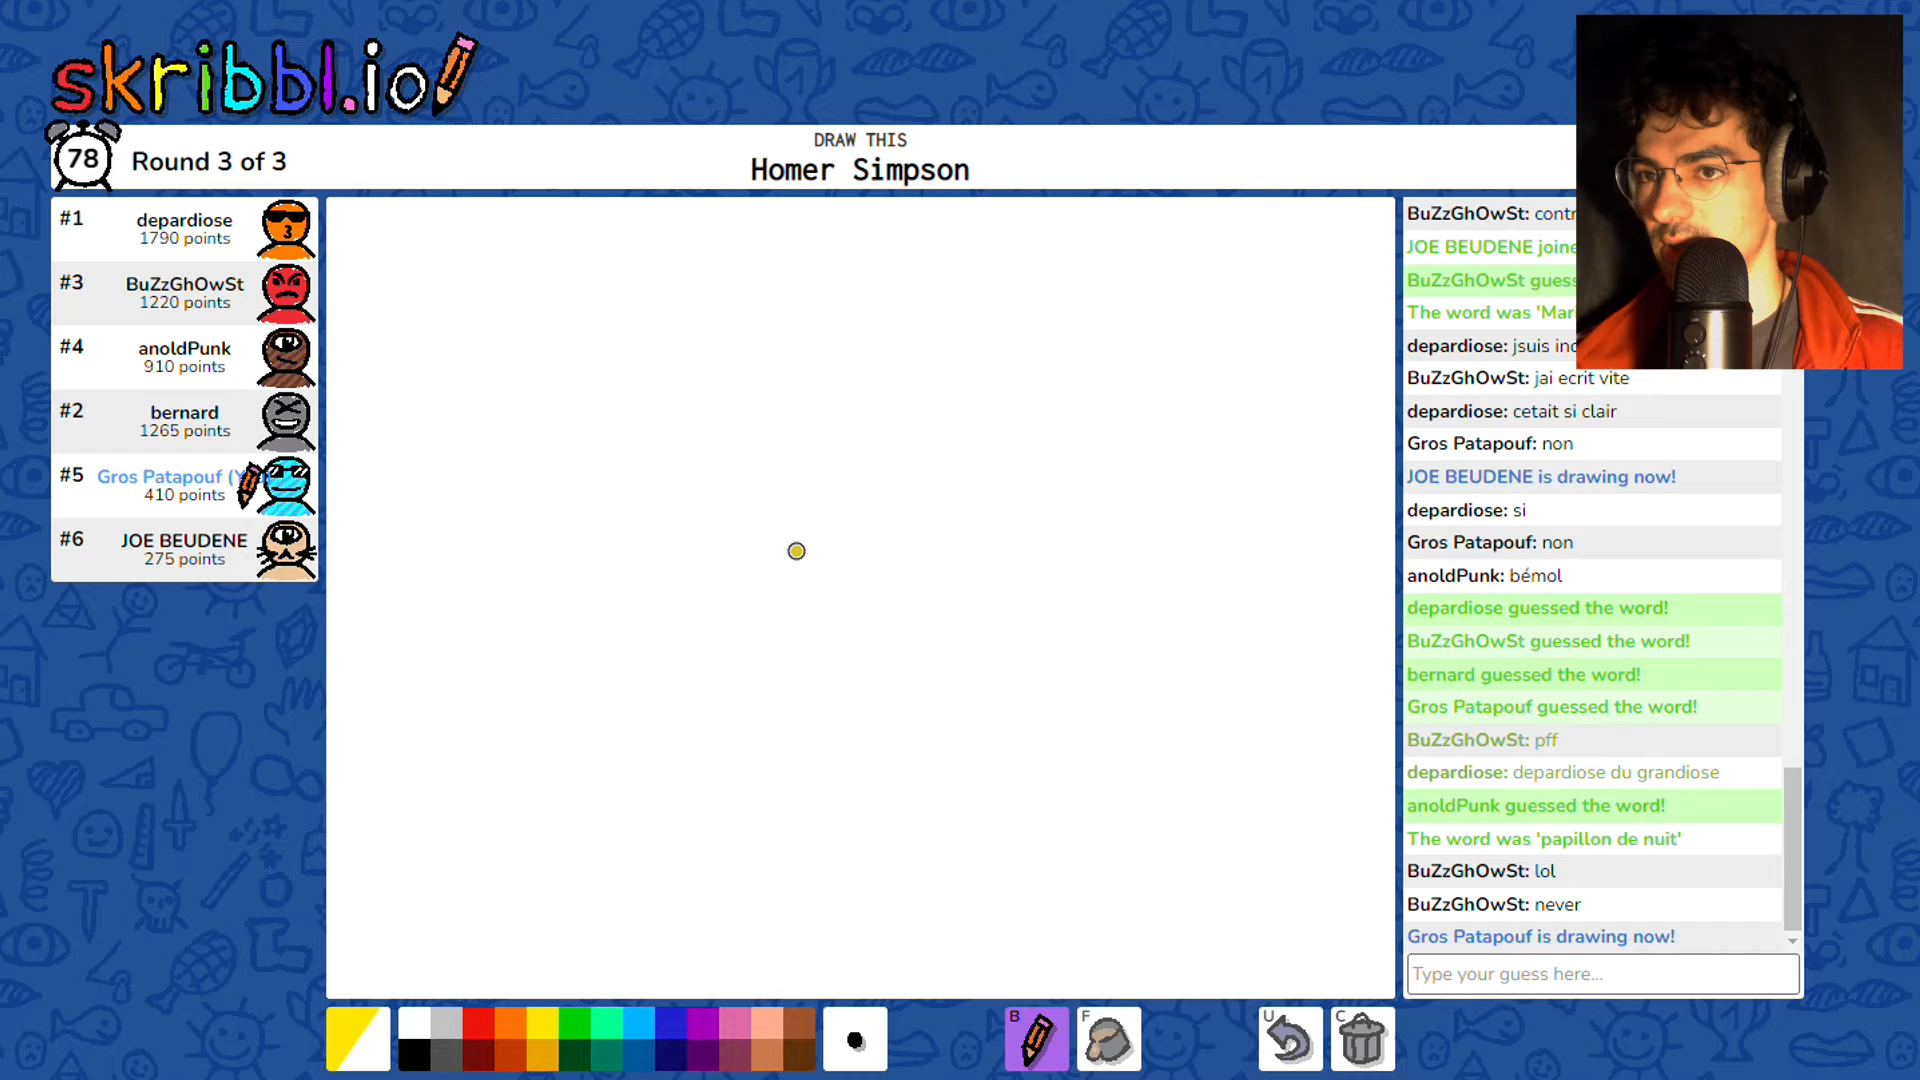 skribbl.io
78
Round 3 of 3
DRAW THIS
Homer Simpson
#1
depardiose
1790 points
#3
BuZzGhOwSt
1220 points
#4
anoldPunk
910 points
#2
bernard
1265 points
#5
Gros Patapouf
410 points
#6
JOE BEUDENE
275 points
BuZzGhOwSt:
JOE BEUDENE
BuZzGhOwSt
The word was
depardiose: jsuis
BuZzGhOwSt: jai ecrit vite
depardiose: cetait si clair
Gros Patapouf: non
JOE BEUDENE is drawing now!
depardiose: si
Gros Patapouf: non
anoldPunk: bémol
depardiose guessed the word!
BuZzGhOwSt guessed the word!
bernard guessed the word!
Gros Patapouf guessed the word!
BuZzGhOwSt: pff
depardiose: depardiose du grandiose
anoldPunk guessed the word!
The word was 'papillon de nuit'
BuZzGhOwSt: lol
BuZzGhOwSt: never
Gros Patapouf is drawing now!
Type your guess here...
B
F
U
C